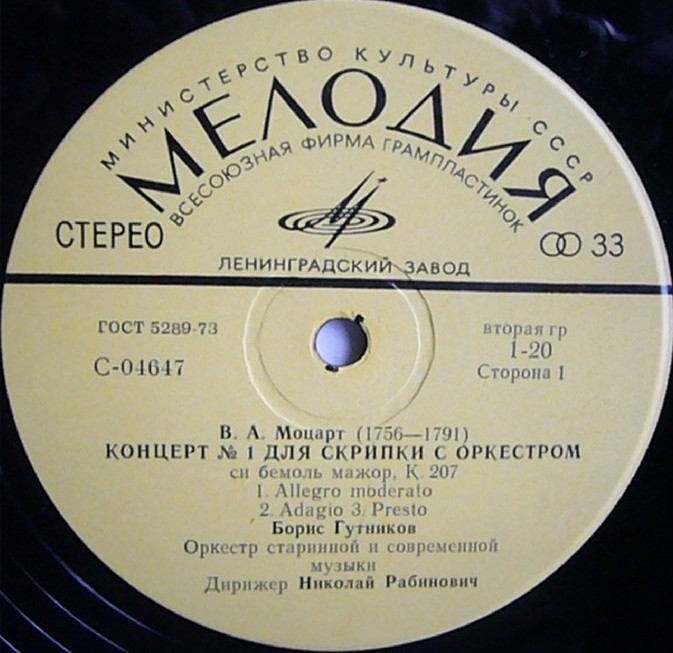 МИНИСТЕРСТВО КУЛЬТУРЫ СССР
МЕЛОДИЯ
ВСЕСОЮЗНАЯ ФИРМА ГРАМПЛАСТИНОК
СТЕРЕО
33
ЛЕНИНГРАДСКИЙ ЗАВОД
ГОСТ 5289-73
С-04647
вторая гр
1-20
Сторона 1
В. А. Моцарт (1756—1791)
КОНЦЕРТ № 1 ДЛЯ СКРИПКИ С ОРКЕСТРОМ
си бемоль мажор, К. 207
1. Allegro moderato
2. Adagio 3. Presto
Борис Гутников
Оркестр старинной и современной
музыки
Дирижер Николай Рабинович